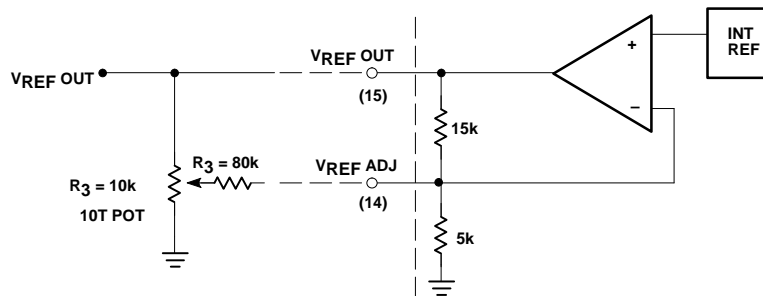 INT
REF
VREF OUT
VREF OUT
(15)
+
–
15k
R3 = 80k
VREF ADJ
(14)
R3 = 10k
10T POT
5k